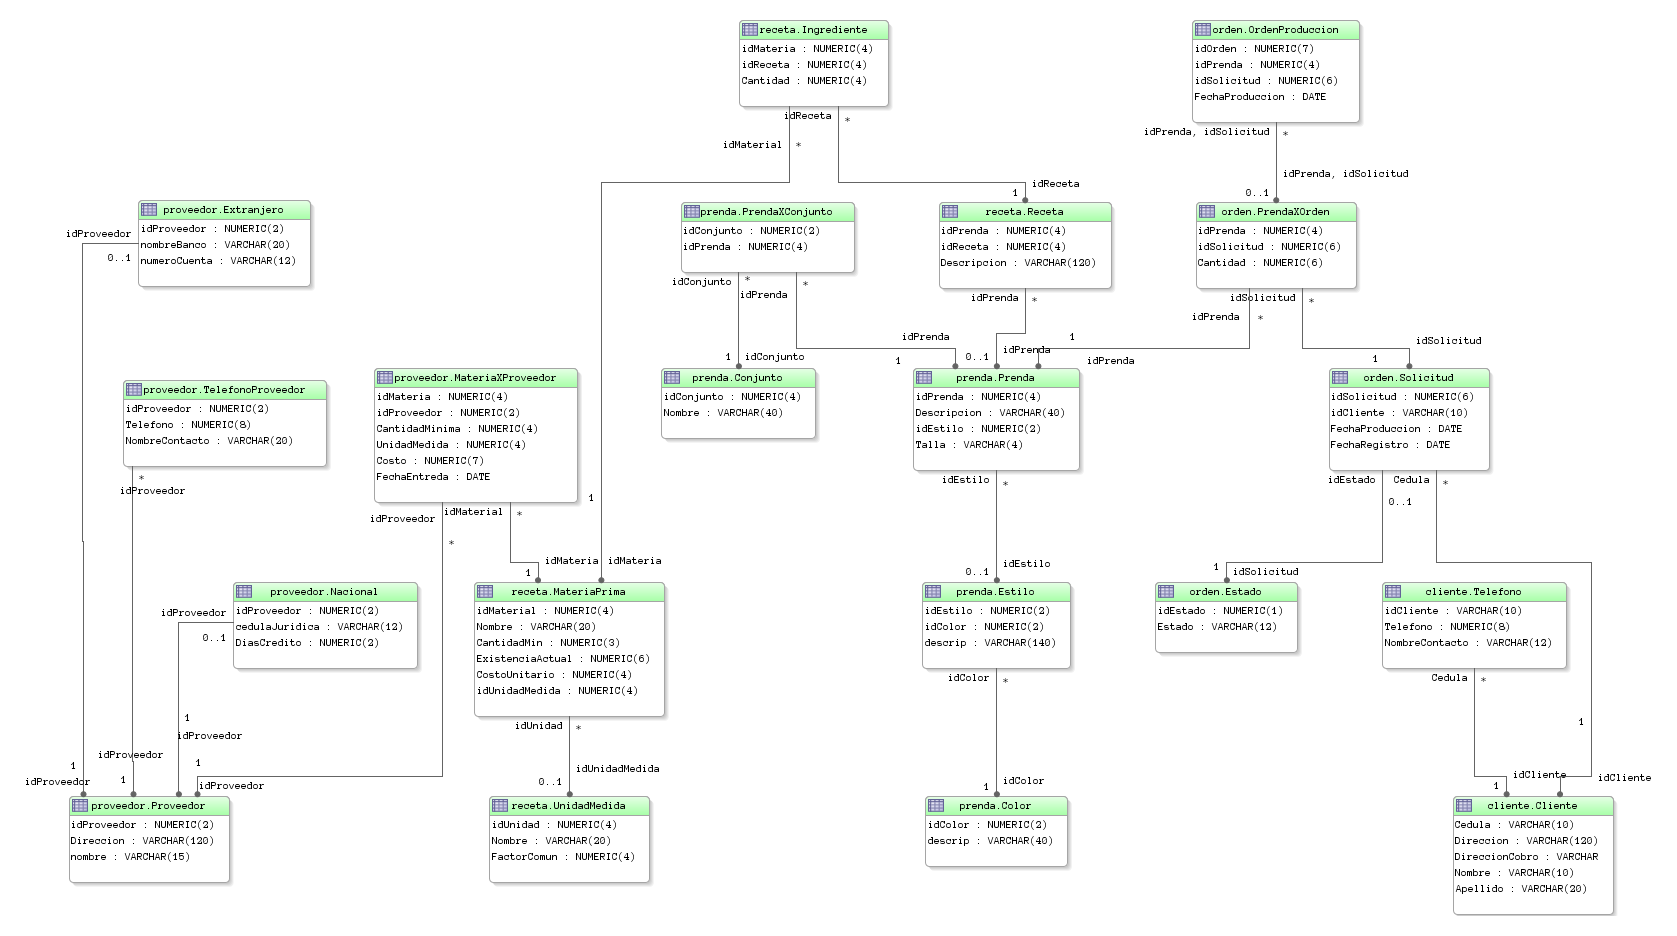 receta.Ingrediente
idMateria : NUMERIC(4)
idReceta : NUMERIC(4)
Cantidad : NUMERIC(4)
orden.OrdenProduccion
idOrden : NUMERIC(7)
idPrenda : NUMERIC(4)
idSolicitud : NUMERIC(6)
FechaProduccion : DATE
idReceta
*
idMaterial
*
idPrenda, idSolicitud
*
idPrenda, idSolicitud
0..1
idReceta
1
proveedor.Extranjero
idProveedor : NUMERIC(2)
nombreBanco : VARCHAR(20)
numeroCuenta : VARCHAR(12)
idProveedor
0..1
prenda.PrendaXConjunto
idConjunto : NUMERIC(2)
idPrenda : NUMERIC(4)
receta.Receta
idPrenda : NUMERIC(4)
idReceta : NUMERIC(4)
Descripcion : VARCHAR(120)
orden.PrendaXOrden
idPrenda : NUMERIC(4)
idSolicitud : NUMERIC(6)
Cantidad : NUMERIC(6)
idConjunto
*
idPrenda
*
idPrenda
*
idSolicitud
*
idPrenda
*
idPrenda
1
idSolicitud
1
idConjunto
1
idPrenda
0..1
1
idPrenda
proveedor.TelefonoProveedor
idProveedor : NUMERIC(2)
Telefono : NUMERIC(8)
NombreContacto : VARCHAR(20)
proveedor.MateriaXProveedor
idMateria : NUMERIC(4)
idProveedor : NUMERIC(2)
CantidadMinima : NUMERIC(4)
UnidadMedida : NUMERIC(4)
Costo : NUMERIC(7)
FechaEntreda : DATE
prenda.Conjunto
idConjunto : NUMERIC(4)
Nombre : VARCHAR(40)
prenda.Prenda
idPrenda : NUMERIC(4)
Descripcion : VARCHAR(40)
idEstilo : NUMERIC(2)
Talla : VARCHAR(4)
orden.Solicitud
idSolicitud : NUMERIC(6)
idCliente : VARCHAR(10)
FechaProduccion : DATE
FechaRegistro : DATE
*
idProveedor
idProveedor
*
idMaterial
*
1
idEstilo
*
idEstado
0..1
Cedula
*
idMateria
1
idMateria
idEstilo
0..1
1
idSolicitud
proveedor.Nacional
idProveedor : NUMERIC(2)
cedulaJuridica : VARCHAR(12)
DiasCredito : NUMERIC(2)
idProveedor
0..1
receta.MateriaPrima
idMaterial : NUMERIC(4)
Nombre : VARCHAR(20)
CantidadMin : NUMERIC(3)
ExistenciaActual : NUMERIC(6)
CostoUnitario : NUMERIC(4)
idUnidadMedida : NUMERIC(4)
prenda.Estilo
idEstilo : NUMERIC(2)
idColor : NUMERIC(2)
descrip : VARCHAR(140)
orden.Estado
idEstado : NUMERIC(1)
Estado : VARCHAR(12)
cliente.Telefono
idCliente : VARCHAR(10)
Telefono : NUMERIC(8)
NombreContacto : VARCHAR(12)
idColor
*
Cedula
*
1
idProveedor
idUnidad
*
1
idProveedor
1
idProveedor
1
idProveedor
1
idProveedor
idUnidadMedida
0..1
idColor
1
idCliente
1
idCliente
proveedor.Proveedor
idProveedor : NUMERIC(2)
Direccion : VARCHAR(120)
nombre : VARCHAR(15)
receta.UnidadMedida
idUnidad : NUMERIC(4)
Nombre : VARCHAR(20)
FactorComun : NUMERIC(4)
prenda.Color
idColor : NUMERIC(2)
descrip : VARCHAR(40)
cliente.Cliente
Cedula : VARCHAR(10)
Direccion : VARCHAR(120)
DireccionCobro : VARCHAR
Nombre : VARCHAR(10)
Apellido : VARCHAR(20)